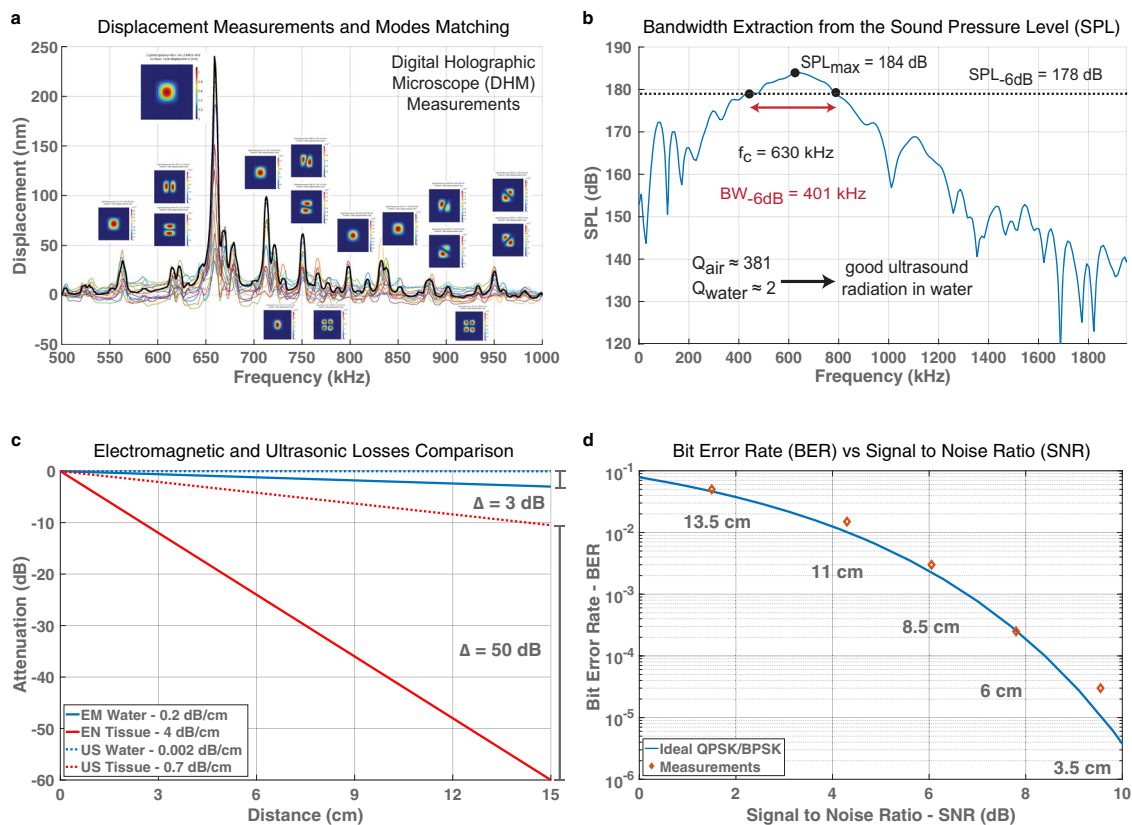 a
Displacement Measurements and Modes Matching
Digital Holographic
Microscope (DHM)
Measurements
Displacement (nm)
250
200
150
100
50
0
-50
500 550 600 650 700 750 800 850 900 950 1000
Frequency (kHz)
b
Bandwidth Extraction from the Sound Pressure Level (SPL)
SPLmax = 184 dB
SPL-6dB = 178 dB
fc = 630 kHz
BW-6dB = 401 kHz
Qair ≈ 381
Qwater ≈ 2
good ultrasound
radiation in water
SPL (dB)
190
180
170
160
150
140
130
120
0 200 400 600 800 1000 1200 1400 1600 1800
Frequency (kHz)
c
Electromagnetic and Ultrasonic Losses Comparison
Δ = 3 dB
Δ = 50 dB
Attenuation (dB)
0
-10
-20
-30
-40
-50
-60
EM Water - 0.2 dB/cm
EN Tissue - 4 dB/cm
US Water - 0.002 dB/cm
US Tissue - 0.7 dB/cm
0 3 6 9 12 15
Distance (cm)
d
Bit Error Rate (BER) vs Signal to Noise Ratio (SNR)
13.5 cm
11 cm
8.5 cm
6 cm
3.5 cm
Bit Error Rate - BER
10-1
10-2
10-3
10-4
10-5
10-6
Ideal QPSK/BPSK
Measurements
0 2 4 6 8 10
Signal to Noise Ratio - SNR (dB)